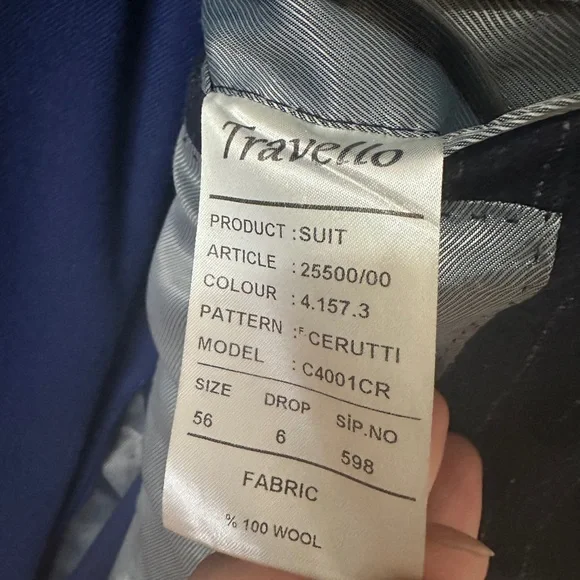 Travello
PRODUCT :SUIT
ARTICLE :25500/00
COLOUR :4.157.3
PATTERN :F CERUTTI
MODEL : C4001CR
SIZE DROP SİP.NO
56 6 598
FABRIC
% 100 WOOL